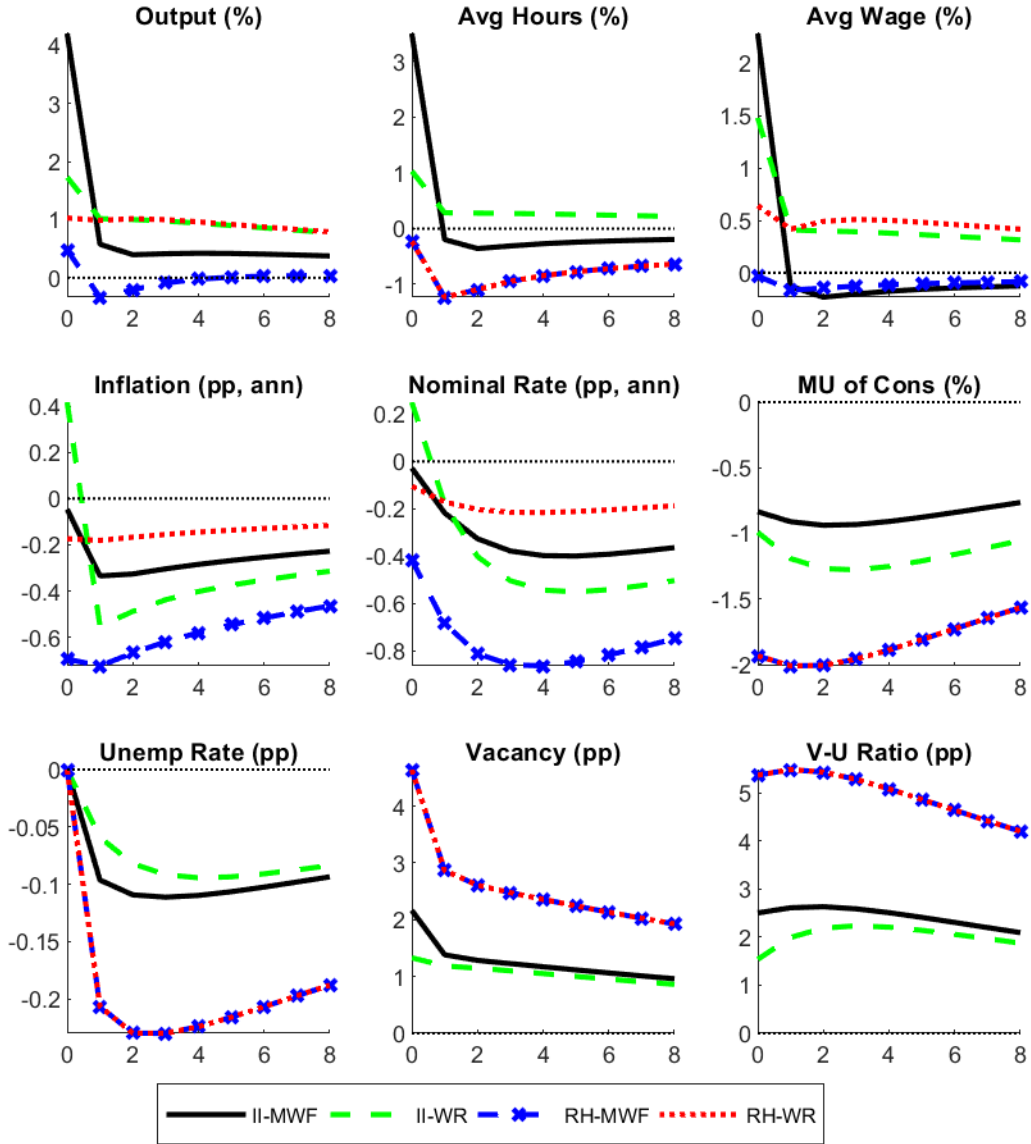 Output (%) Avg Hours (%) Avg Wage (%)
4 3 2
3 2 1.5
2 1 1
1 0 0.5
0 -1 0
0 2 4 6 8 0 2 4 6 8 0 2 4 6 8
Inflation (pp, ann) Nominal Rate (pp, ann) MU of Cons (%)
0.4 0.2 0
0.2 0 -0.5
0 -0.2 -1
-0.2 -0.4 -1.5
-0.4 -0.6 -2
-0.6 -0.8
0 2 4 6 8 0 2 4 6 8 0 2 4 6 8
Unemp Rate (pp) Vacancy (pp) V-U Ratio (pp)
0 4 5
-0.05 3 4
-0.1 2 3
-0.15 1 2
-0.2 0 1
0
0 2 4 6 8 0 2 4 6 8 0 2 4 6 8
II-MWF II-WR RH-MWF RH-WR